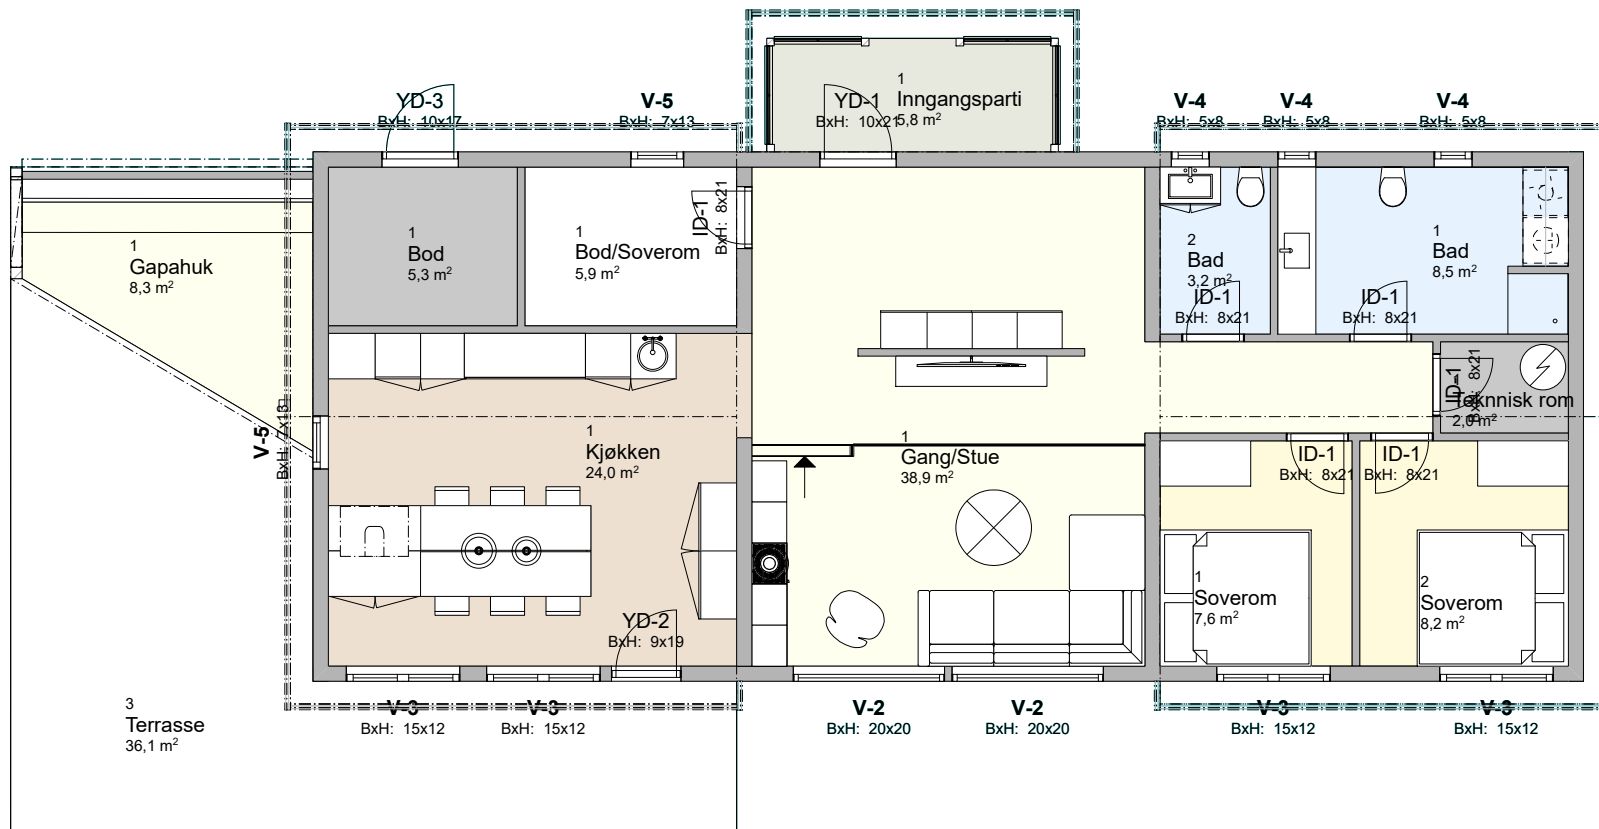 YD-3
BxH: 10x17
V-5
BxH: 7x13
YD-1
BxH: 10x21
1
Inngangsparti
5,8 m²
V-4
BxH: 5x8
V-4
BxH: 5x8
V-4
BxH: 5x8
1
Gapahuk
8,3 m²
1
Bod
5,3 m²
1
Bod/Soverom
5,9 m²
ID-1
BxH: 8x21
2
Bad
3,2 m²
ID-1
BxH: 8x21
1
Bad
8,5 m²
ID-1
BxH: 8x21
ID-1
BxH: 8x21
Teknnisk rom
2,0 m²
V-5
BxH: 7x13
1
Kjøkken
24,0 m²
1
Gang/Stue
38,9 m²
ID-1
BxH: 8x21
ID-1
BxH: 8x21
1
Soverom
7,6 m²
2
Soverom
8,2 m²
YD-2
BxH: 9x19
3
Terrasse
36,1 m²
V-3
BxH: 15x12
V-3
BxH: 15x12
V-2
BxH: 20x20
V-2
BxH: 20x20
V-3
BxH: 15x12
V-3
BxH: 15x12